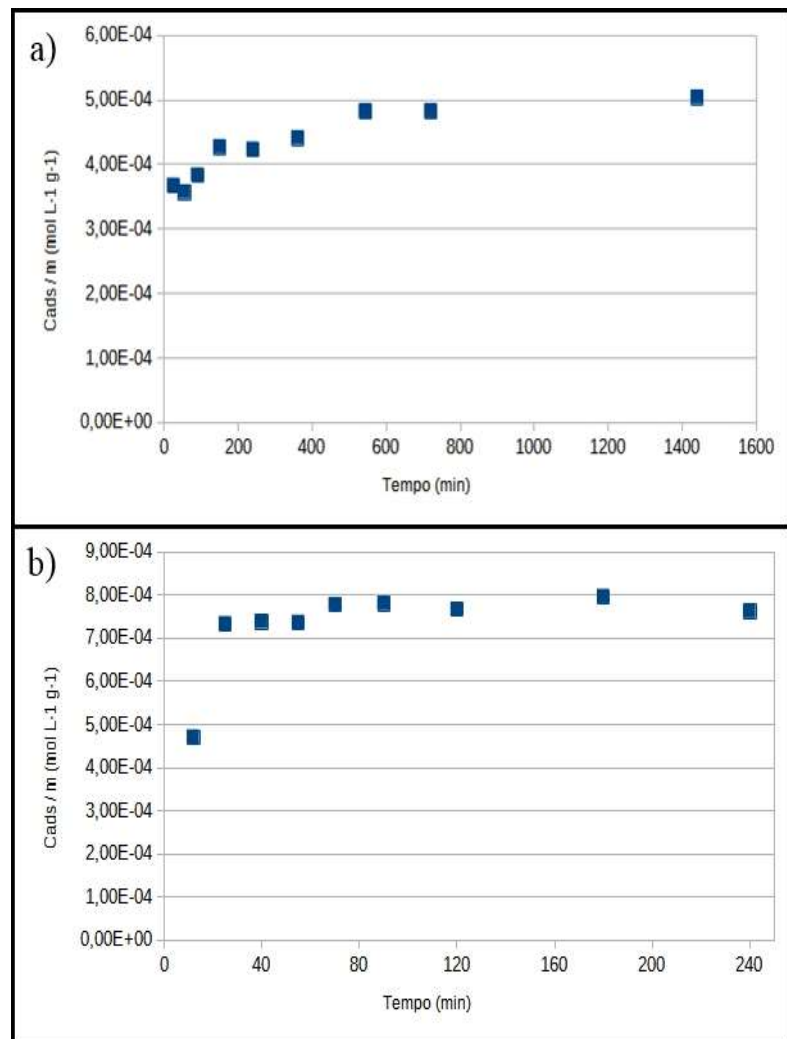 a)
6,00E-04
5,00E-04
4,00E-04
3,00E-04
2,00E-04
1,00E-04
0,00E+00
Cads / m (mol L-1 g-1)
0 200 400 600 800 1000 1200 1400 1600
Tempo (min)
b)
9,00E-04
8,00E-04
7,00E-04
6,00E-04
5,00E-04
4,00E-04
3,00E-04
2,00E-04
1,00E-04
0,00E+00
Cads / m (mol L-1 g-1)
0 40 80 120 160 200 240
Tempo (min)